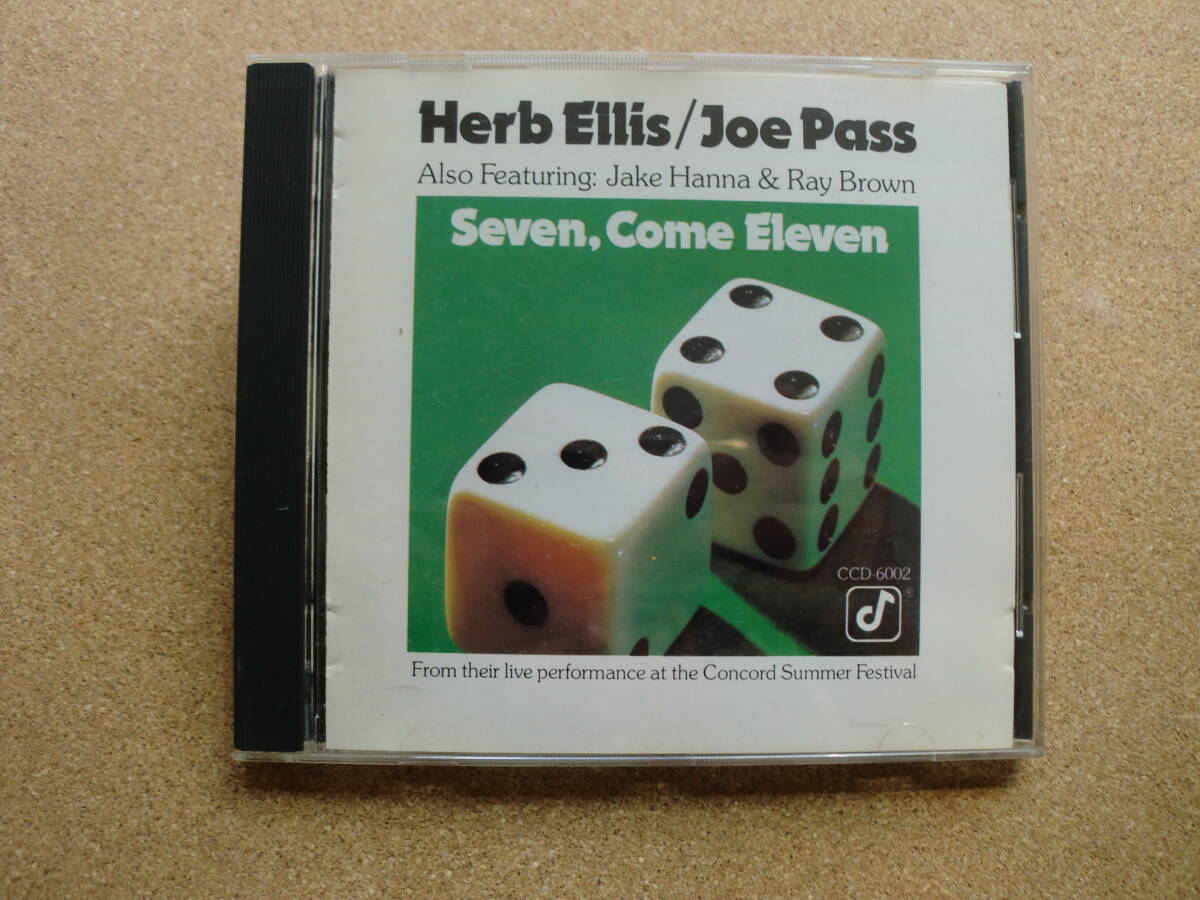 Herb Ellis/Joe Pass
Also Featuring: Jake Hanna & Ray Brown
Seven, Come Eleven
CCD-6002
®
From their live performance at the Concord Summer Festival